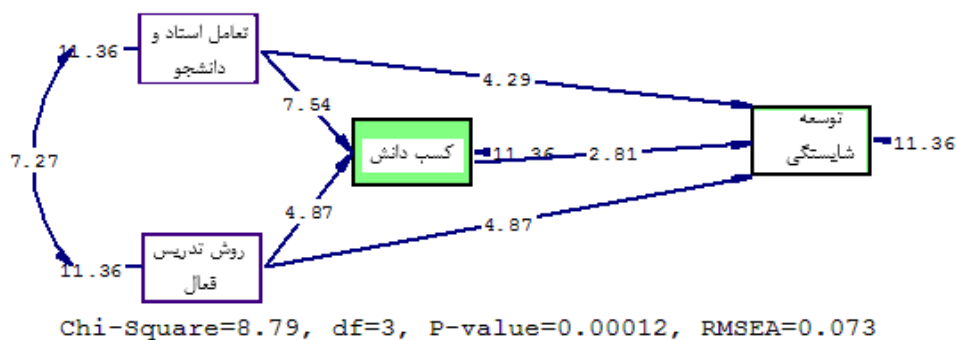 11.36
تعامل استاد و
دانشجو
4.29
7.54
7.27
کسب دانش
11.36
2.81
توسعه
شایستگی
11.36
4.87
4.87
11.36
روش تدریس
فعال
Chi-Square=8.79, df=3, P-value=0.00012, RMSEA=0.073